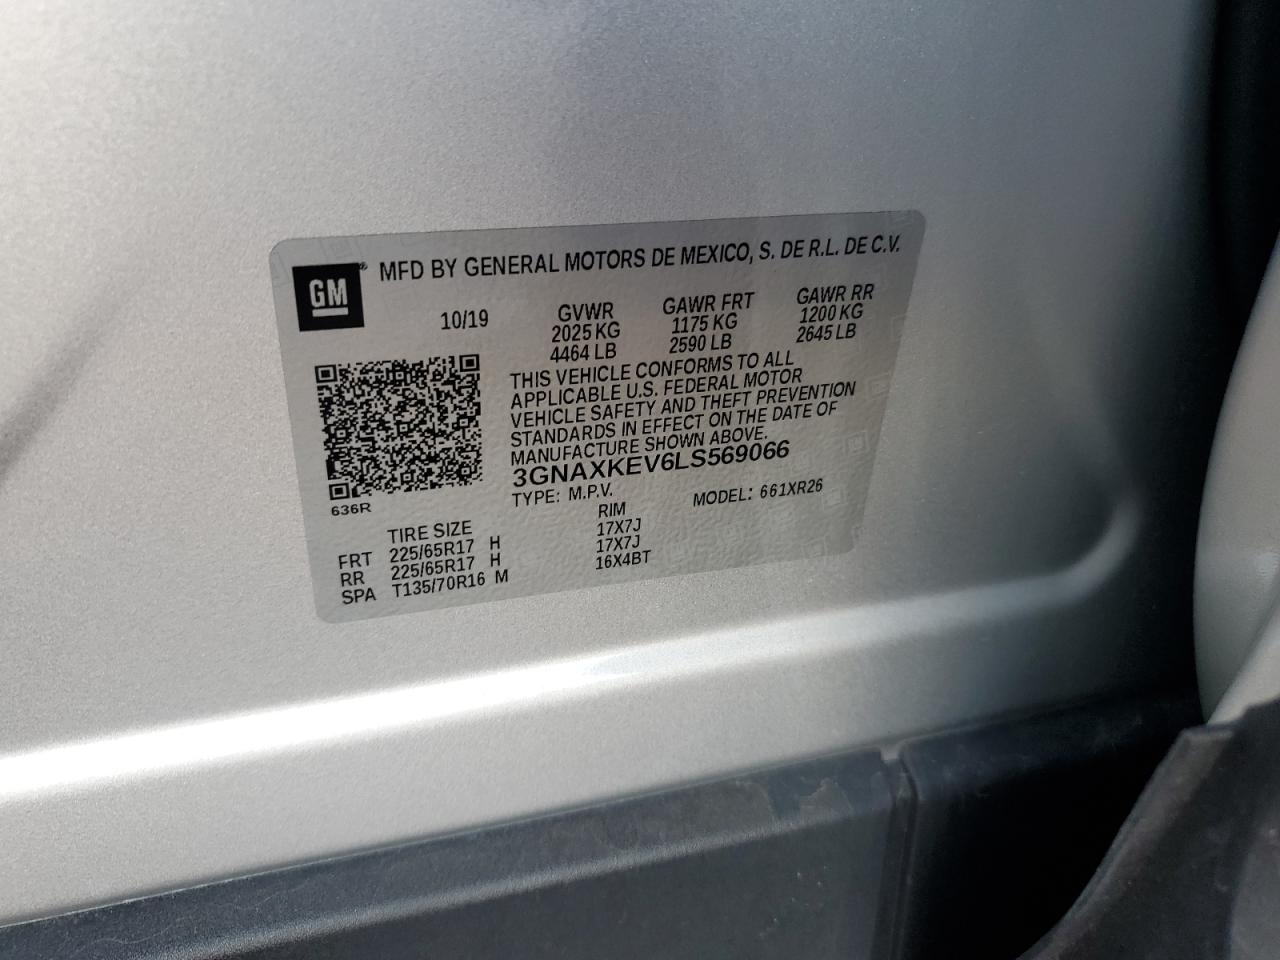 GM® MFD BY GENERAL MOTORS DE MEXICO, S. DE R.L. DE C.V.
10/19 GVWR GAWR FRT GAWR RR
2025 KG 1175 KG 1200 KG
4464 LB 2590 LB 2645 LB
THIS VEHICLE CONFORMS TO ALL
APPLICABLE U.S. FEDERAL MOTOR
VEHICLE SAFETY AND THEFT PREVENTION
STANDARDS IN EFFECT ON THE DATE OF
MANUFACTURE SHOWN ABOVE.
3GNAXKEV6LS569066
TYPE: M.P.V. MODEL: 661XR26
636R
TIRE SIZE RIM
FRT 225/65R17 H 17X7J
RR 225/65R17 H 17X7J
SPA T135/70R16 M 16X4BT